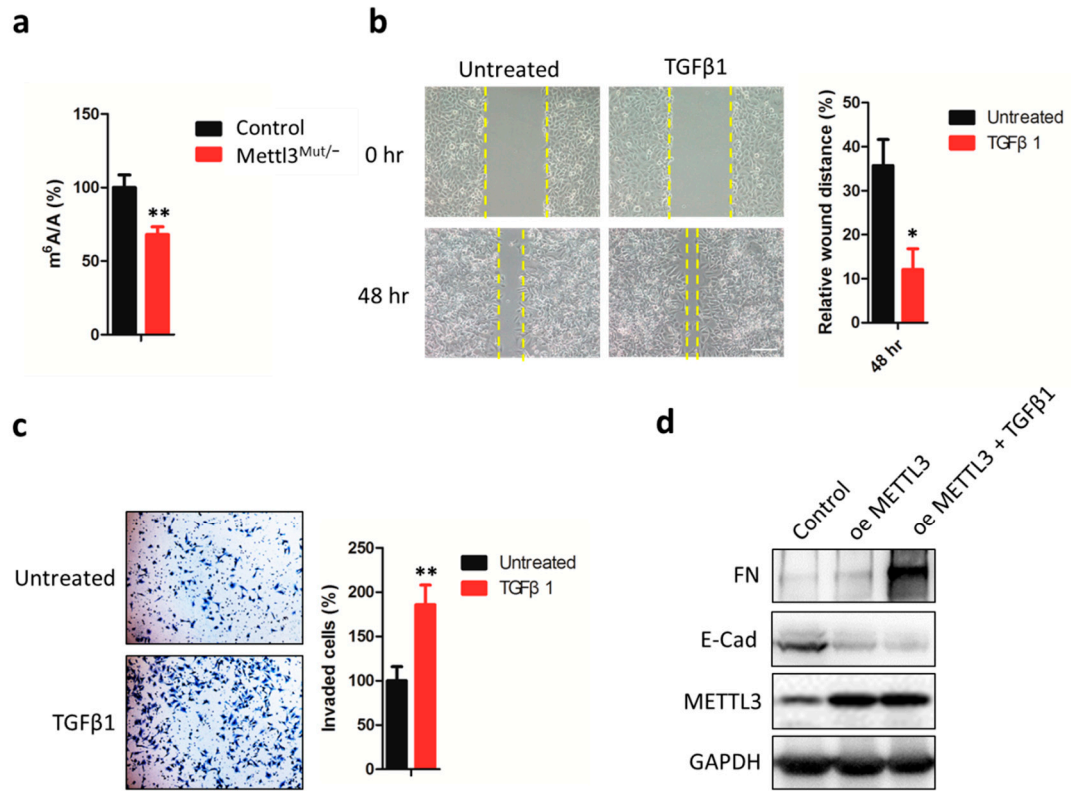 a
150
100
50
0
m⁶A/A (%)
Control
Mettl3Mut/−
**
b
Untreated
TGFβ1
0 hr
48 hr
50
40
30
20
10
0
Relative wound distance (%)
48 hr
*
Untreated
TGFβ 1
c
Untreated
TGFβ1
250
200
150
100
50
0
Invaded cells (%)
**
Untreated
TGFβ 1
d
Control
oe METTL3
oe METTL3 + TGFβ1
FN
E-Cad
METTL3
GAPDH